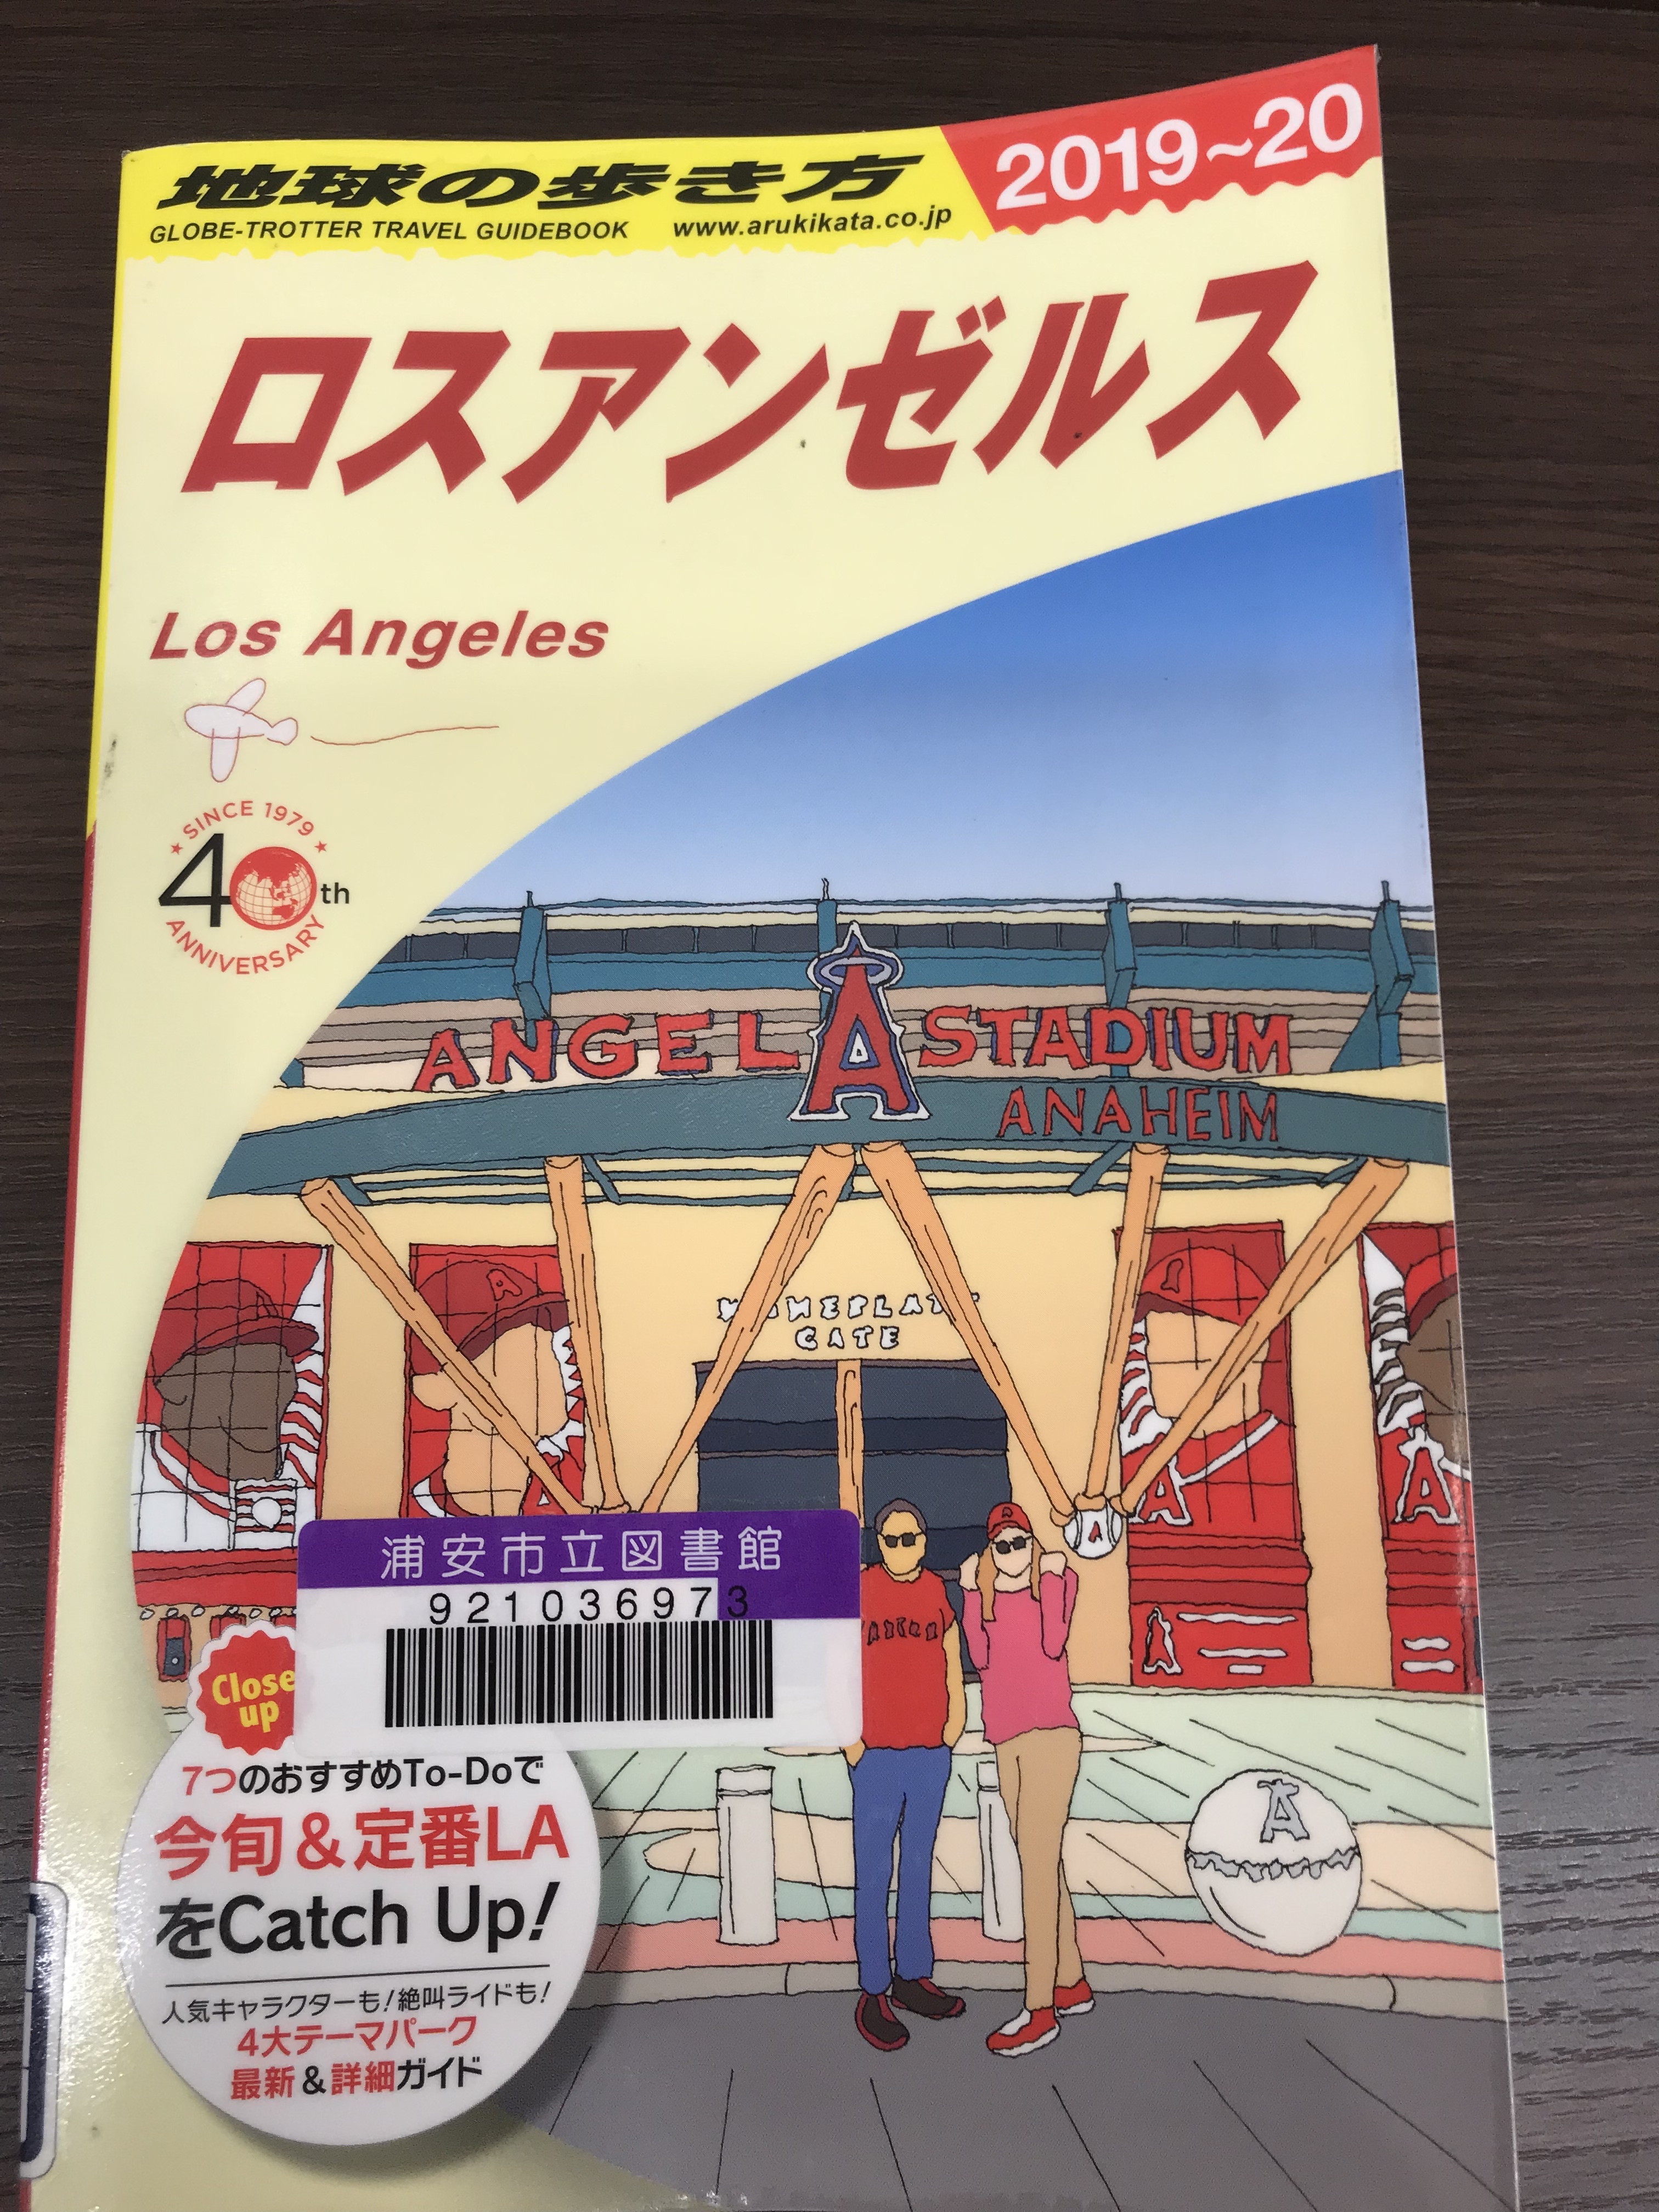 地球の歩き方
2019~20
GLOBE-TROTTER TRAVEL GUIDEBOOK www.arukikata.co.jp
ロスアンゼルス
Los Angeles
SINCE 1979
40th
ANNIVERSARY
ANGEL A STADIUM
ANAHEIM
GATE
浦安市立図書館
921036973
Close
up
7つのおすすめTo-Doで
今旬&定番LA
をCatch Up!
人気キャラクターも!絶叫ライドも!
4大テーマパーク
最新&詳細ガイド